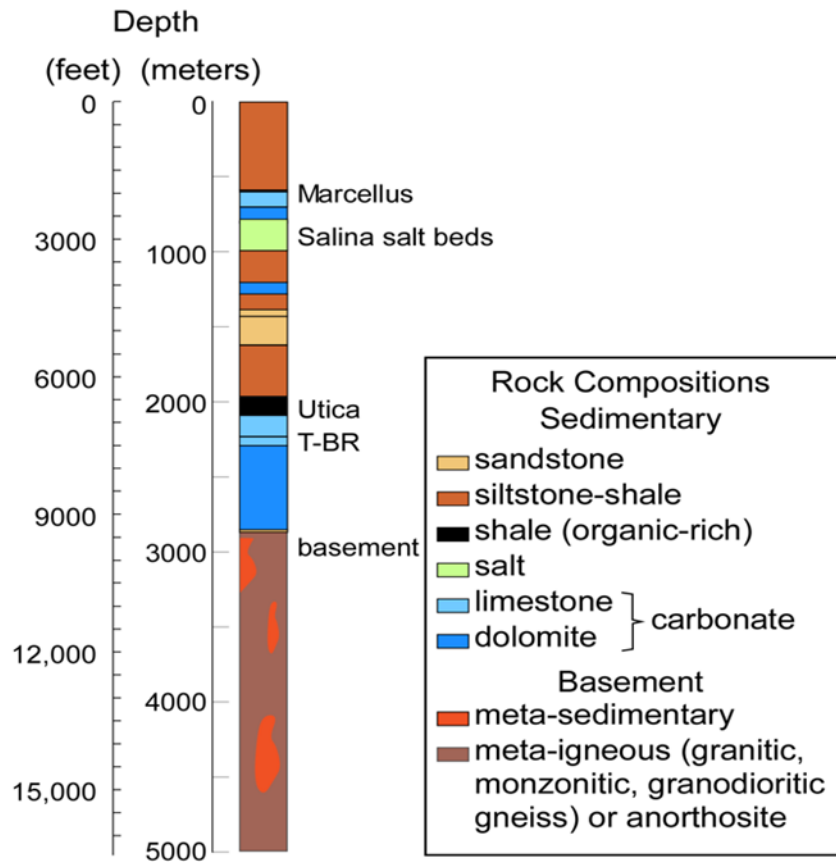 Depth
(feet) (meters)
0 0
Marcellus
Salina salt beds
3000 1000
6000
2000 Utica
T-BR
9000
3000 basement
12,000
4000
15,000
5000
Rock Compositions
Sedimentary
sandstone
siltstone-shale
shale (organic-rich)
salt
limestone
dolomite
carbonate
Basement
meta-sedimentary
meta-igneous (granitic,
monzonitic, granodioritic
gneiss) or anorthosite